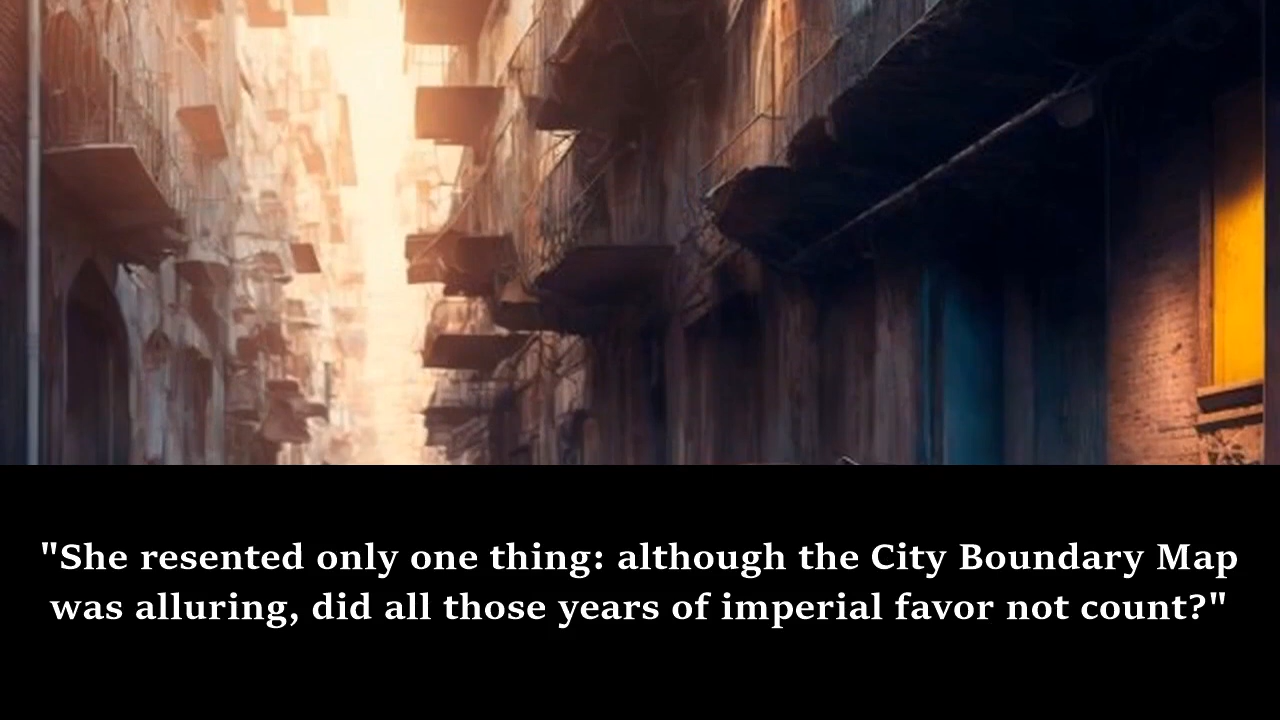 "She resented only one thing: although the City Boundary Map
was alluring, did all those years of imperial favor not count?"